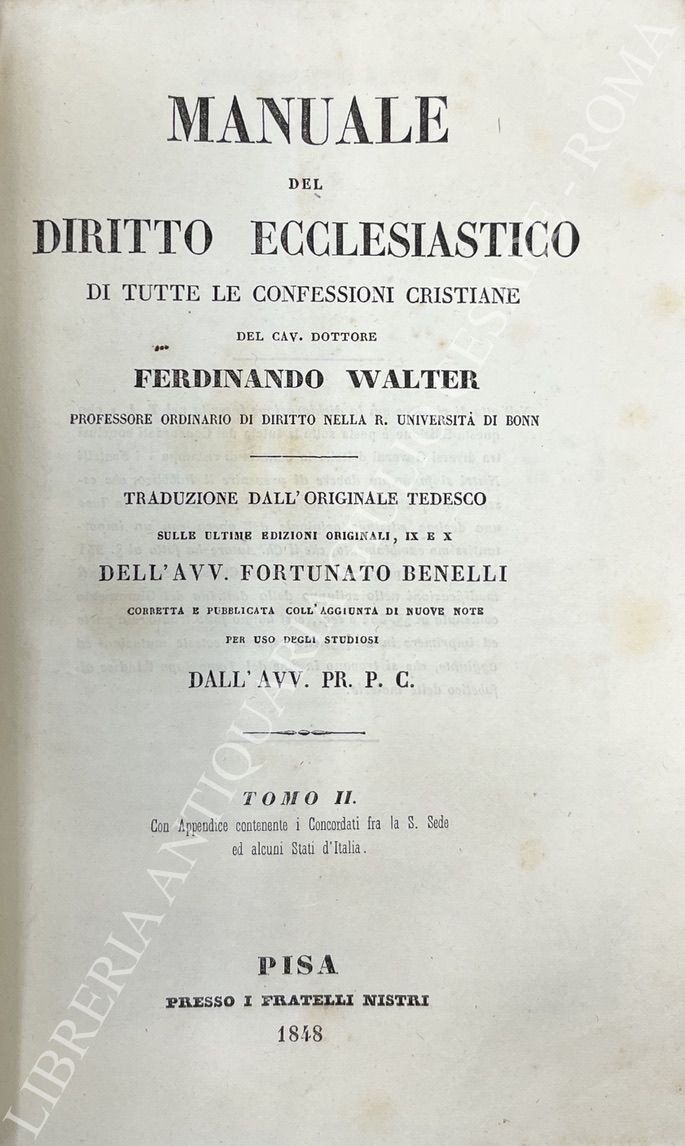 MANUALE
DEL
DIRITTO ECCLESIASTICO
DI TUTTE LE CONFESSIONI CRISTIANE
DEL CAV. DOTTORE
FERDINANDO WALTER
PROFESSORE ORDINARIO DI DIRITTO NELLA R. UNIVERSITÀ DI BONN
TRADUZIONE DALL'ORIGINALE TEDESCO
SULLE ULTIME EDIZIONI ORIGINALI, IX E X
DELL'AVV. FORTUNATO BENELLI
CORRETTA E PUBBLICATA COLL'AGGIUNTA DI NUOVE NOTE
PER USO DEGLI STUDIOSI
DALL'AVV. PR. P. C.
TOMO II.
Con Appendice contenente i Concordati fra la S. Sede
ed alcuni Stati d'Italia.
PISA
PRESSO I FRATELLI NISTRI
1848
LIBRERIA ANTIQUARIA GIULIO CESARE - ROMA